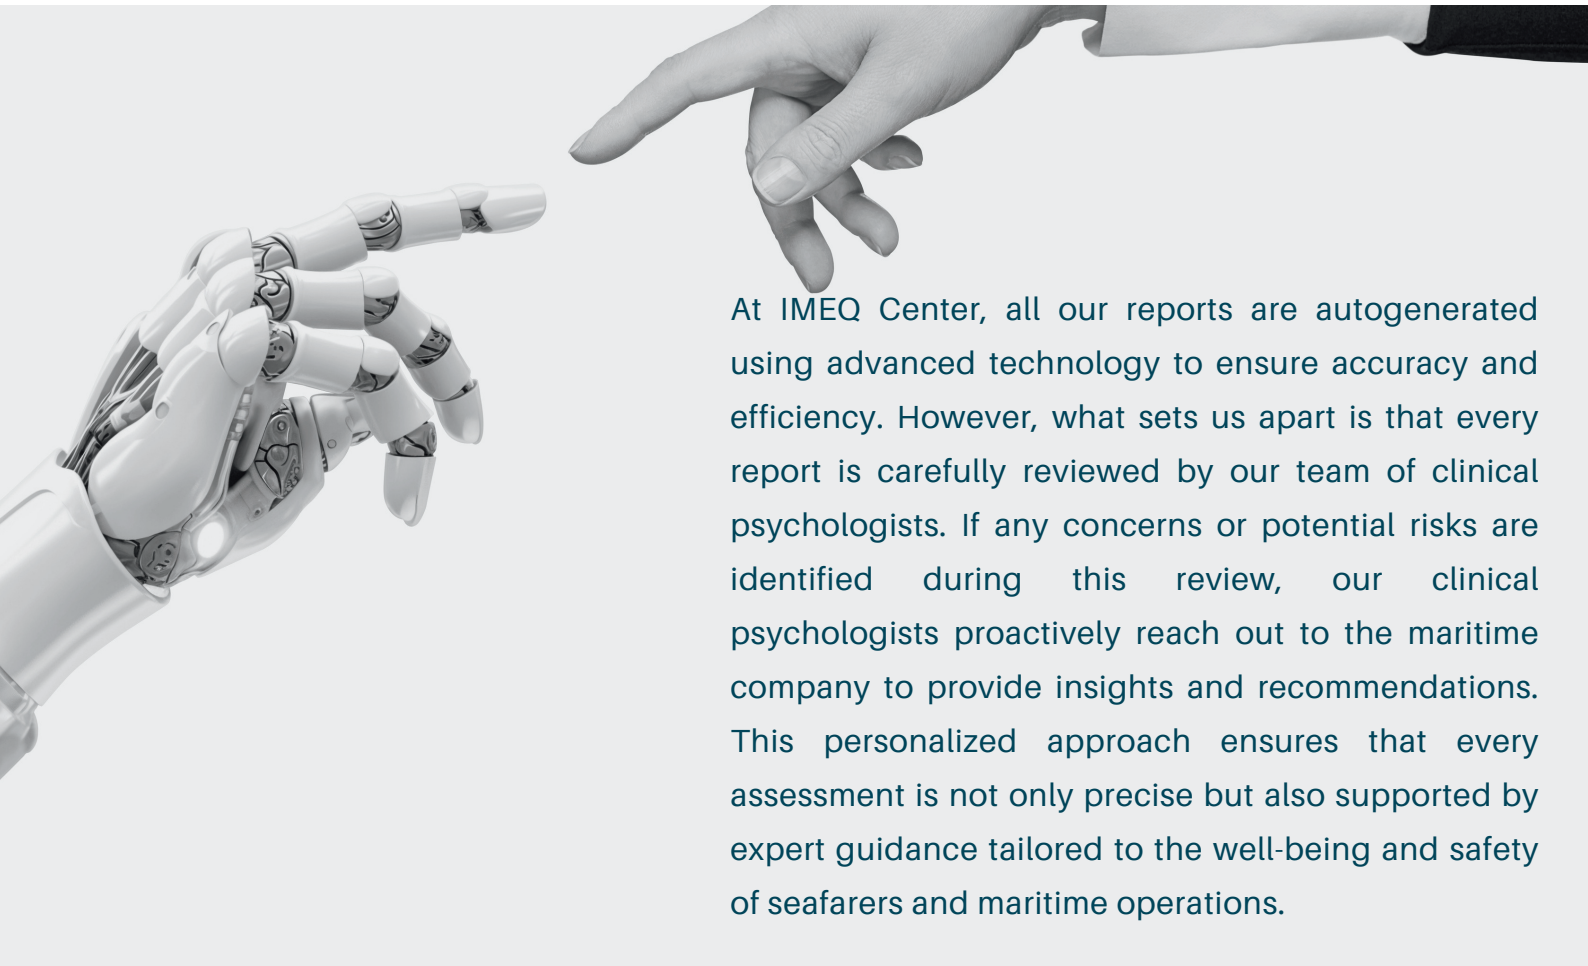 At IMEQ Center, all our reports are autogenerated
using advanced technology to ensure accuracy and
efficiency. However, what sets us apart is that every
report is carefully reviewed by our team of clinical
psychologists. If any concerns or potential risks are
identified during this review, our clinical
psychologists proactively reach out to the maritime
company to provide insights and recommendations.
This personalized approach ensures that every
assessment is not only precise but also supported by
expert guidance tailored to the well-being and safety
of seafarers and maritime operations.